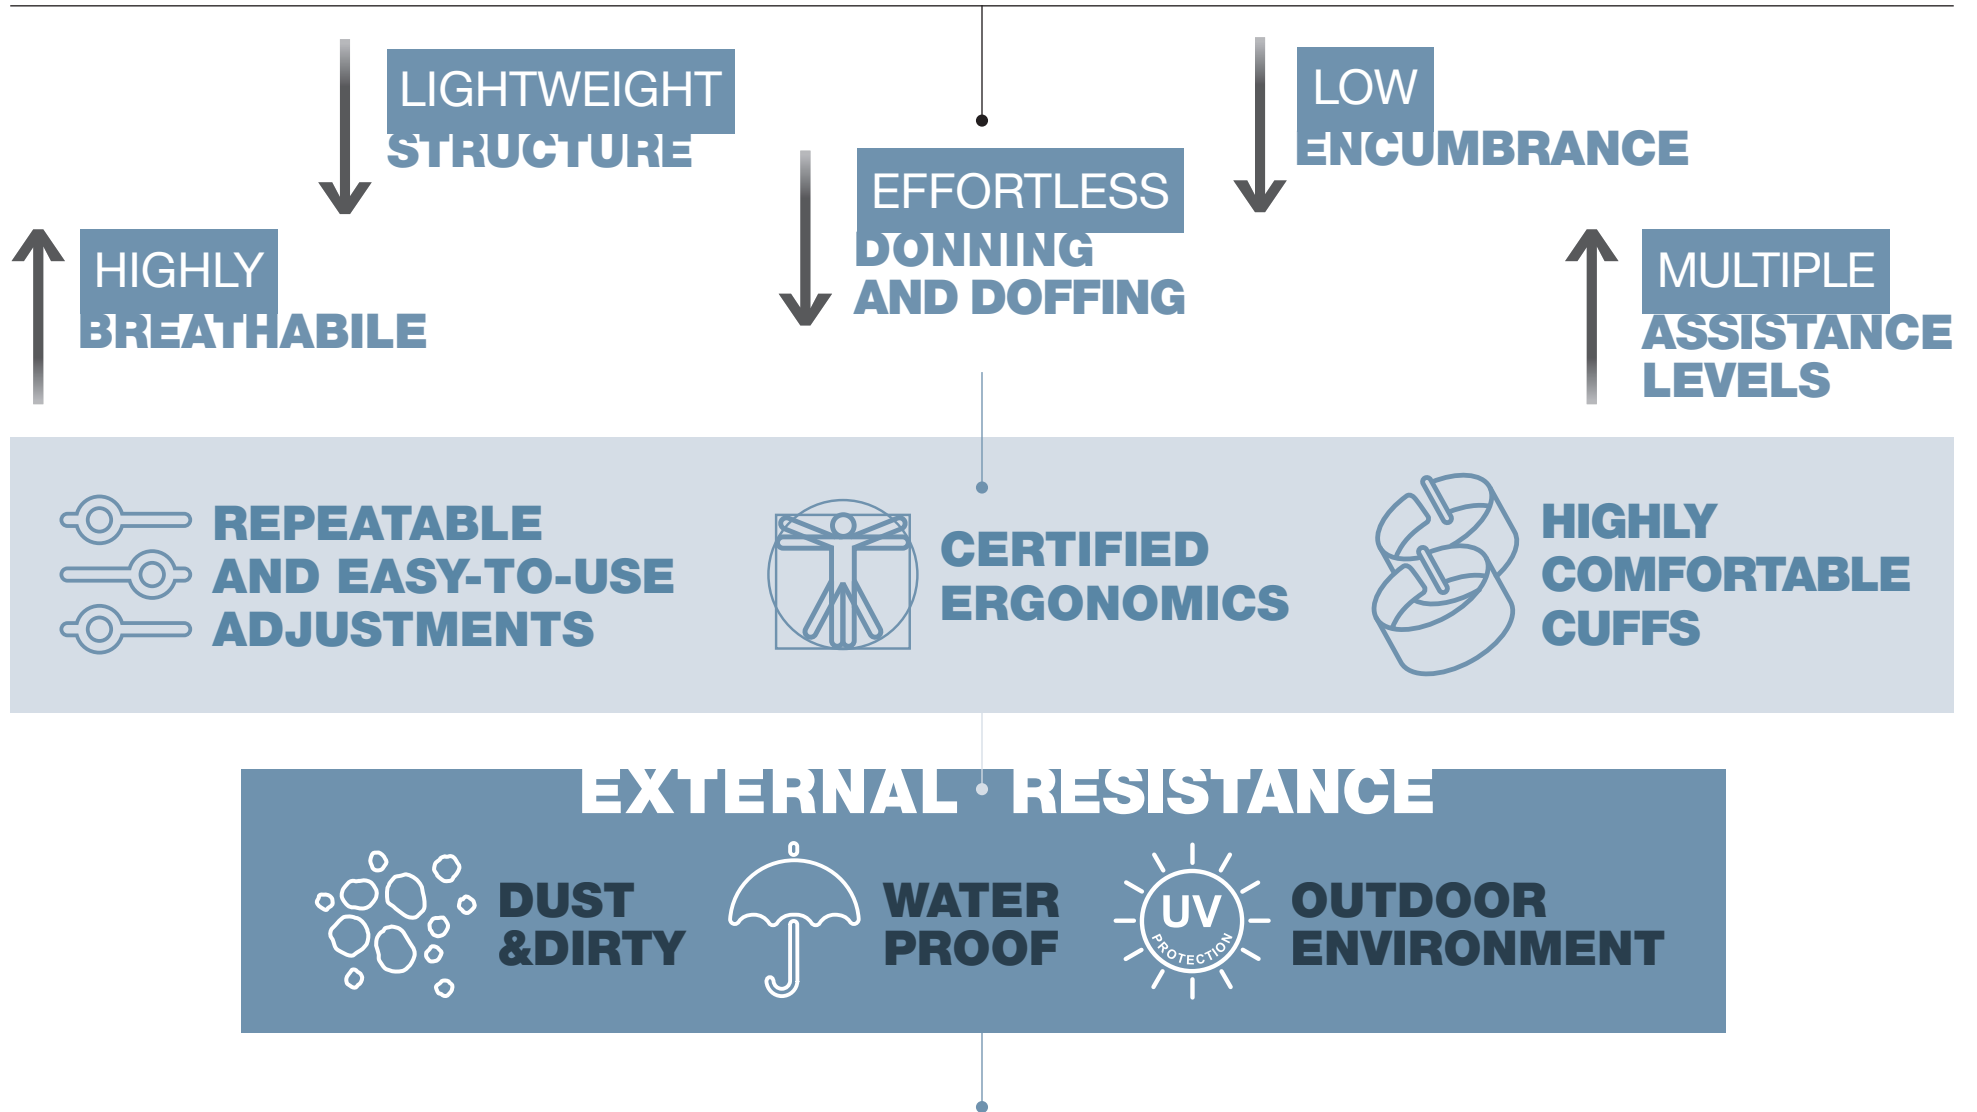 LIGHTWEIGHT
STRUCTURE
LOW
ENCUMBRANCE
EFFORTLESS
DONNING
AND DOFFING
HIGHLY
BREATHABILE
MULTIPLE
ASSISTANCE
LEVELS
REPEATABLE
AND EASY-TO-USE
ADJUSTMENTS
CERTIFIED
ERGONOMICS
HIGHLY
COMFORTABLE
CUFFS
EXTERNAL RESISTANCE
DUST
&DIRTY
WATER
PROOF
UV
PROTECTION
OUTDOOR
ENVIRONMENT